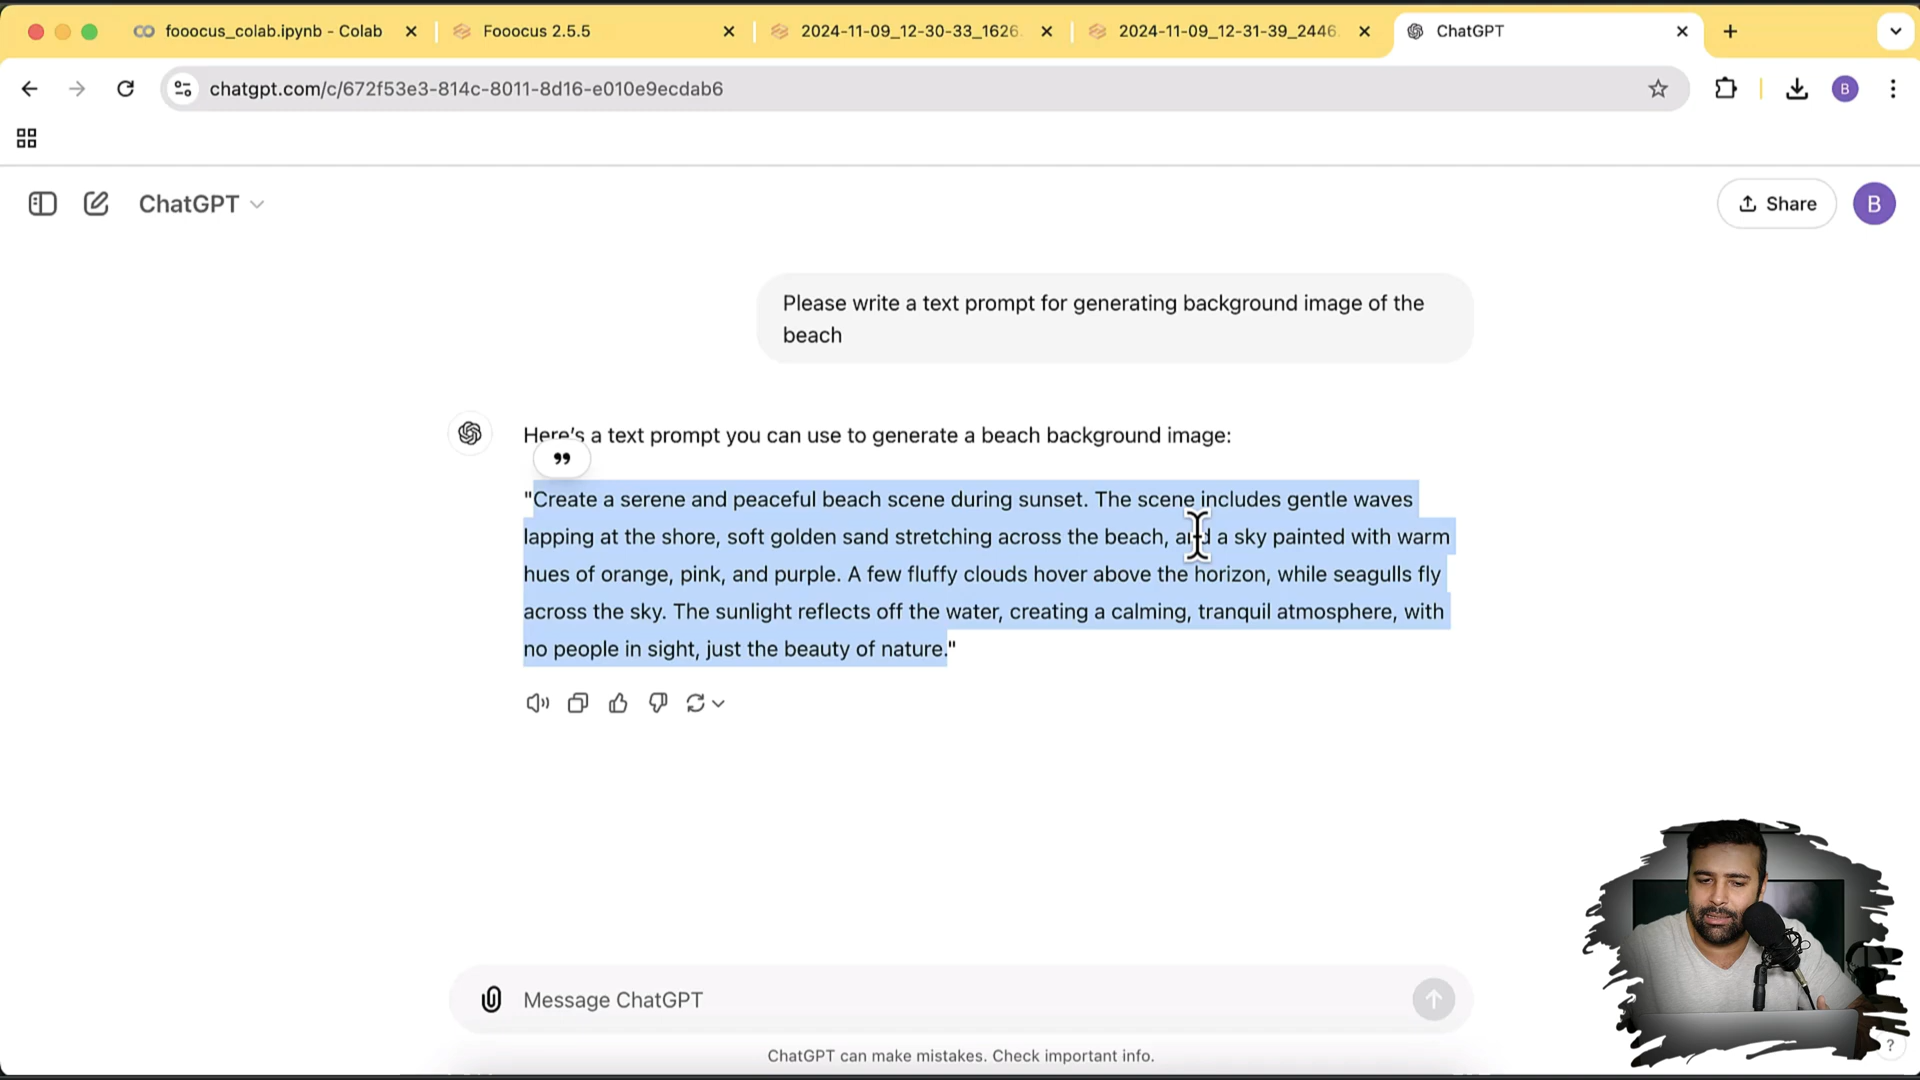 fooocus_colab.ipynb - Colab
Fooocus 2.5.5
2024-11-09_12-30-33_1626
2024-11-09_12-31-39_2446
ChatGPT
chatgpt.com/c/672f53e3-814c-8011-8d16-e010e9ecdab6
B
ChatGPT
Share
B
Please write a text prompt for generating background image of the
beach
Here's a text prompt you can use to generate a beach background image:
"Create a serene and peaceful beach scene during sunset. The scene includes gentle waves
lapping at the shore, soft golden sand stretching across the beach, and a sky painted with warm
hues of orange, pink, and purple. A few fluffy clouds hover above the horizon, while seagulls fly
across the sky. The sunlight reflects off the water, creating a calming, tranquil atmosphere, with
no people in sight, just the beauty of nature."
Message ChatGPT
ChatGPT can make mistakes. Check important info.
?